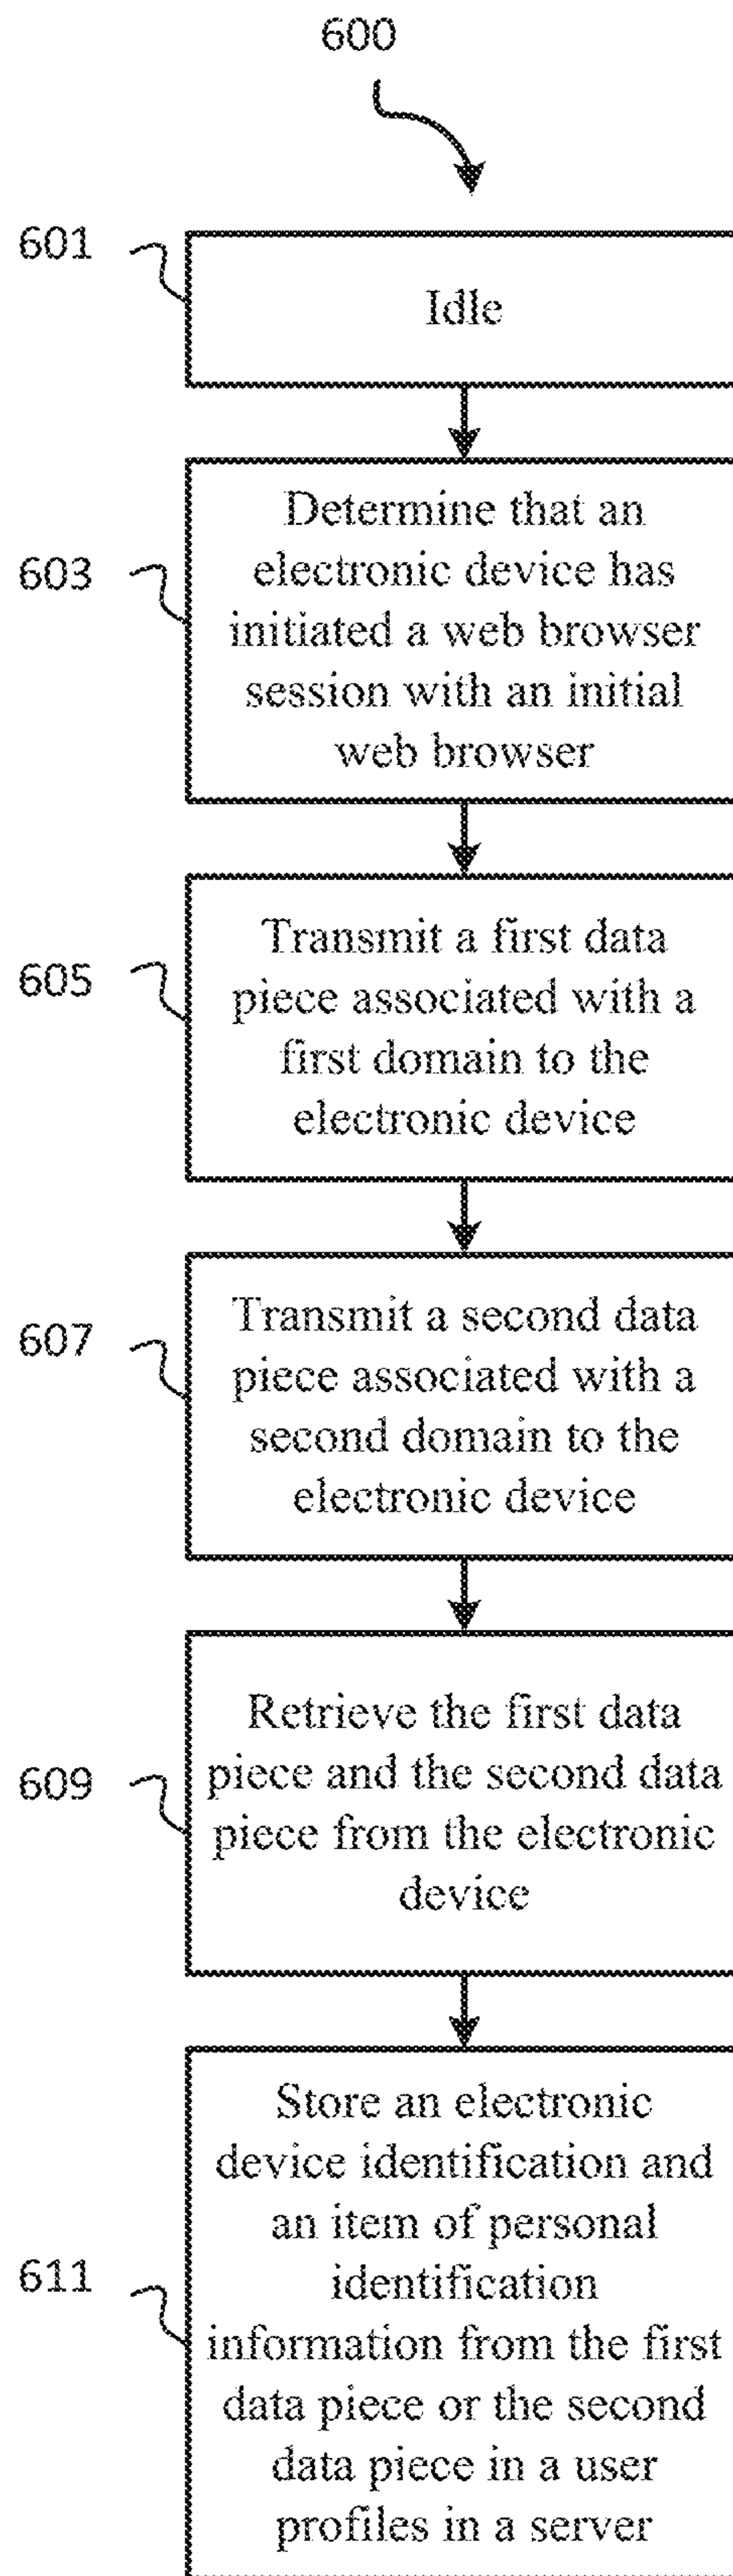 600
601
Idle
603
Determine that an
electronic device has
initiated a web browser
session with an initial
web browser
605
Transmit a first data
piece associated with a
first domain to the
electronic device
607
Transmit a second data
piece associated with a
second domain to the
electronic device
609
Retrieve the first data
piece and the second data
piece from the electronic
device
611
Store an electronic
device identification and
an item of personal
identification
information from the first
data piece or the second
data piece in a user
profiles in a server